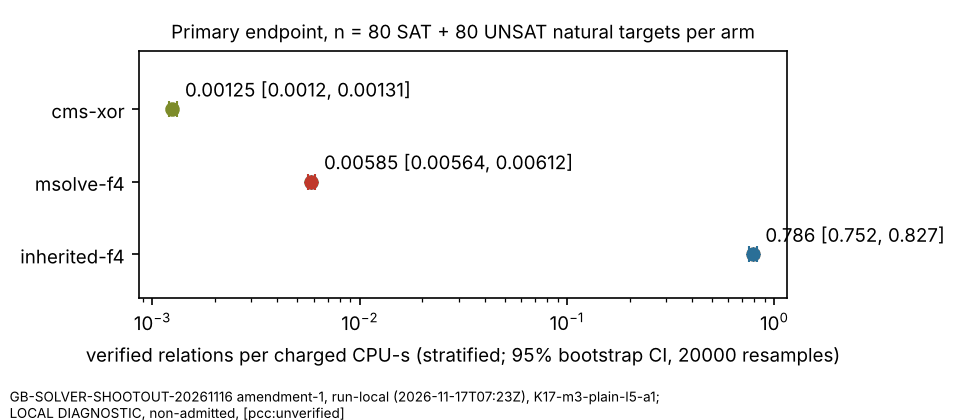 Primary endpoint, n = 80 SAT + 80 UNSAT natural targets per arm
cms-xor
0.00125 [0.0012, 0.00131]
msolve-f4
0.00585 [0.00564, 0.00612]
inherited-f4
0.786 [0.752, 0.827]
10⁻³ 10⁻² 10⁻¹ 10⁰
verified relations per charged CPU-s (stratified; 95% bootstrap CI, 20000 resamples)
GB-SOLVER-SHOOTOUT-20261116 amendment-1, run-local (2026-11-17T07:23Z), K17-m3-plain-l5-a1;
LOCAL DIAGNOSTIC, non-admitted, [pcc:unverified]